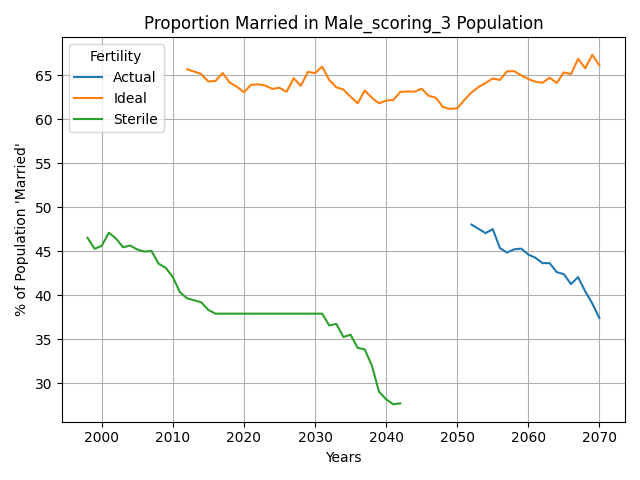 Proportion Married in Male_scoring_3 Population
Fertility
Actual
Ideal
Sterile
% of Population 'Married'
65
60
55
50
45
40
35
30
2000 2010 2020 2030 2040 2050 2060 2070
Years